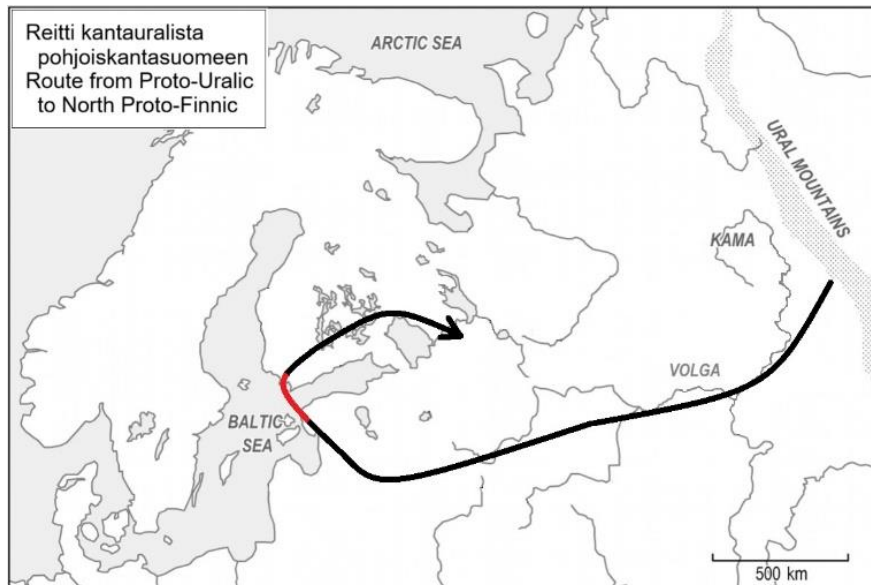 Reitti kantauralista
pohjoiskantasuomeen
Route from Proto-Uralic
to North Proto-Finnic
ARCTIC SEA
URAL MOUNTAINS
KAMA
VOLGA
BALTIC
SEA
500 km